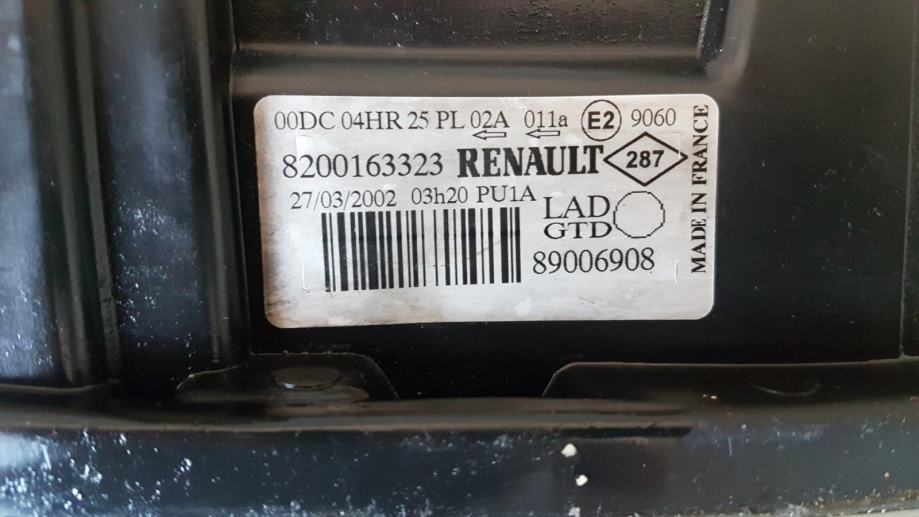 00DC 04HR 25 PL 02A 011a E2 9060
8200163323 RENAULT 287
27/03/2002 03h20 PU1A
LAD
GTD
89006908
MADE IN FRANCE